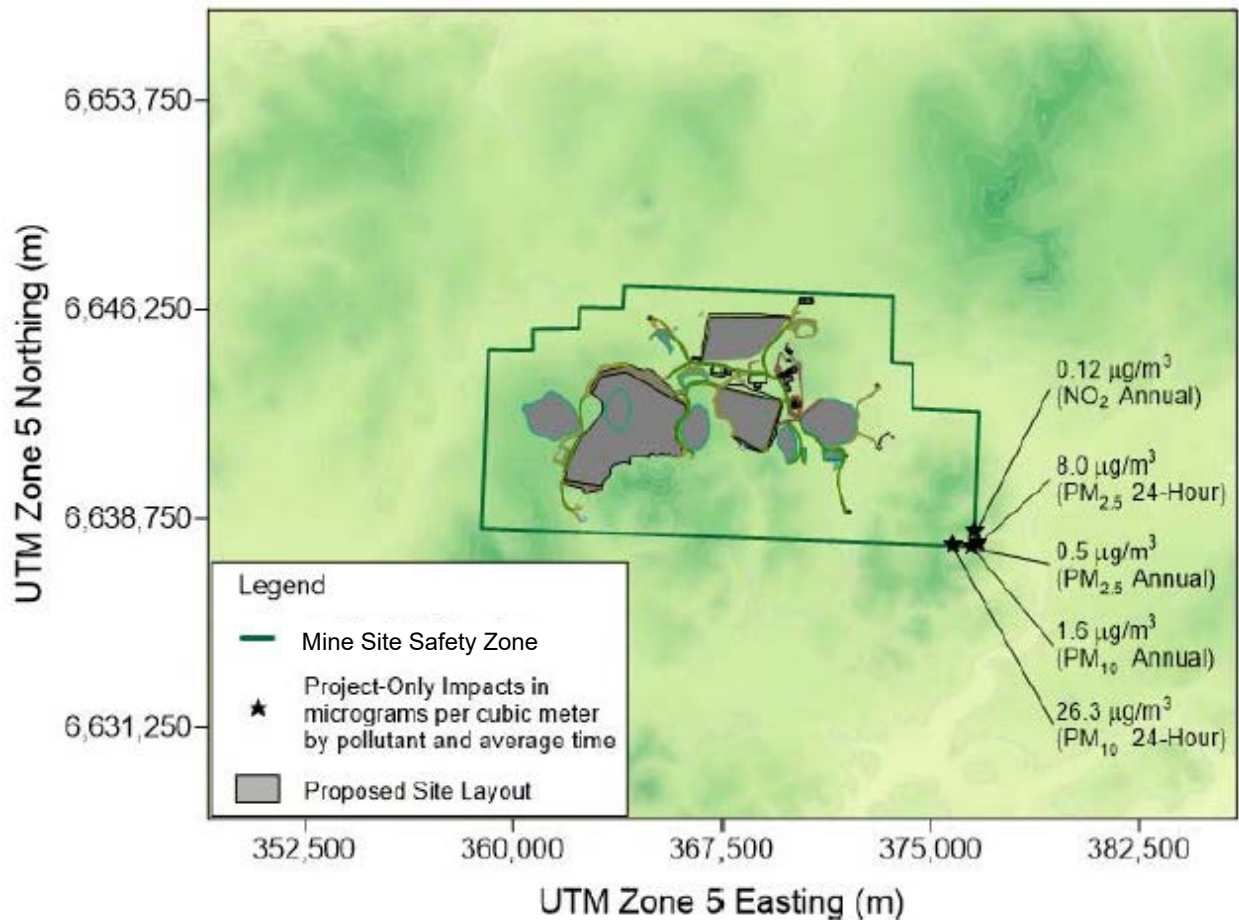 6,653,750
6,646,250
6,638,750
6,631,250
UTM Zone 5 Northing (m)
0.12 μg/m³
(NO₂ Annual)
8.0 μg/m³
(PM₂.₅ 24-Hour)
0.5 μg/m³
(PM₂.₅ Annual)
1.6 μg/m³
(PM₁₀ Annual)
26.3 μg/m³
(PM₁₀ 24-Hour)
Legend
Mine Site Safety Zone
Project-Only Impacts in
micrograms per cubic meter
by pollutant and average time
Proposed Site Layout
352,500 360,000 367,500 375,000 382,500
UTM Zone 5 Easting (m)